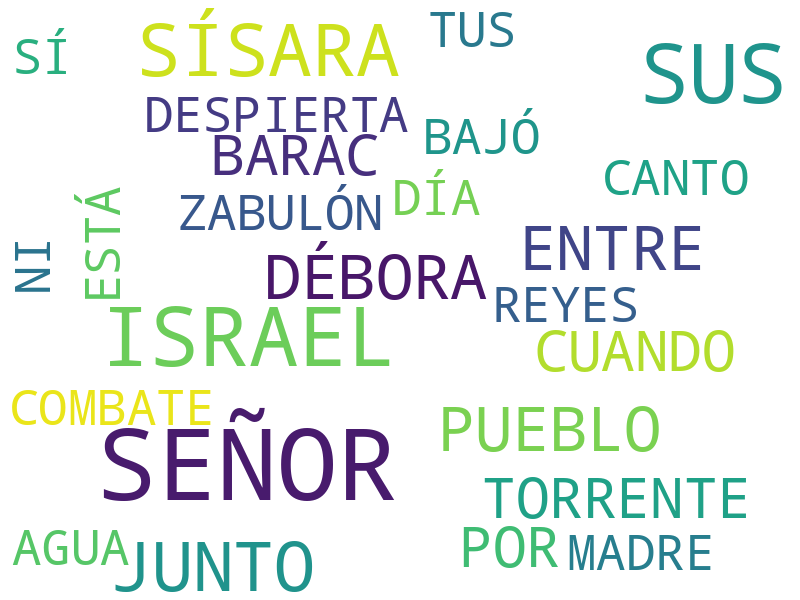 TUS
SÍ
SÍSARA
SUS
DESPIERTA
BAJÓ
BARAC
CANTO
DÍA
ZABULÓN
ESTÁ
ENTRE
NI
DÉBORA
REYES
ISRAEL
CUANDO
COMBATE
PUEBLO
SEÑOR
TORRENTE
AGUA
POR
MADRE
JUNTO